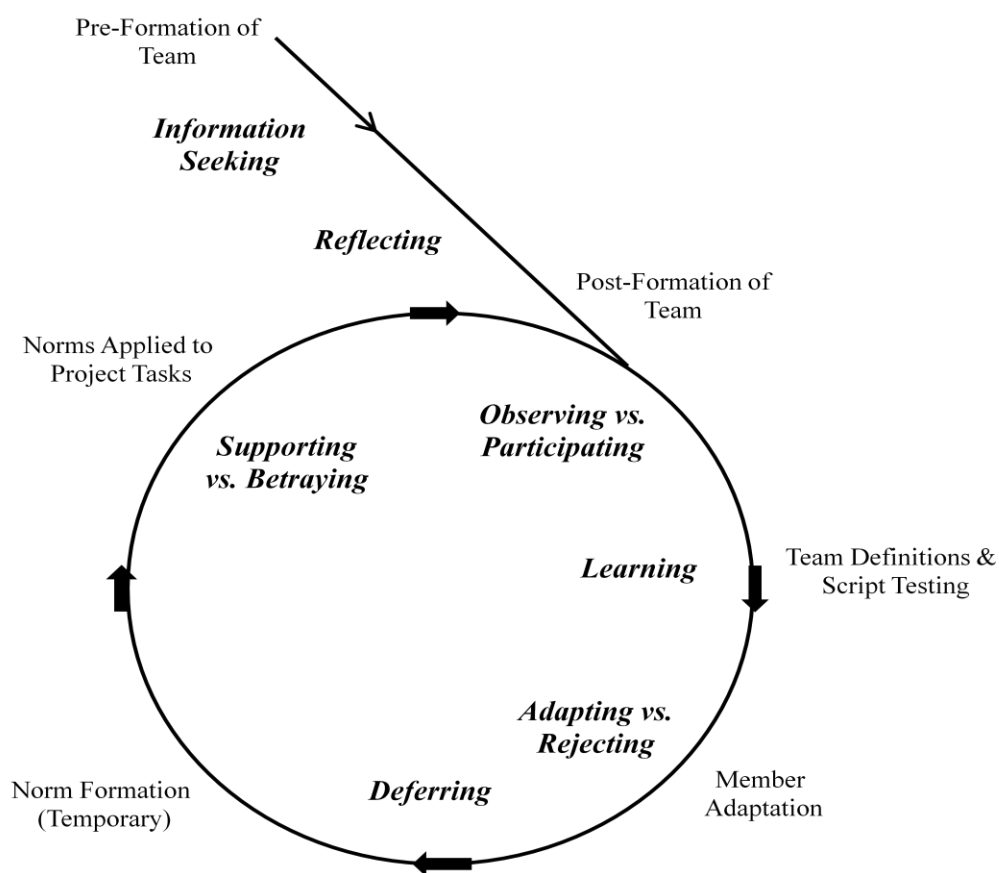 Pre-Formation of
Team
Information
Seeking
Reflecting
Post-Formation of
Team
Norms Applied to
Project Tasks
Observing vs.
Participating
Supporting
vs. Betraying
Learning
Team Definitions &
Script Testing
Adapting vs.
Rejecting
Member
Adaptation
Deferring
Norm Formation
(Temporary)